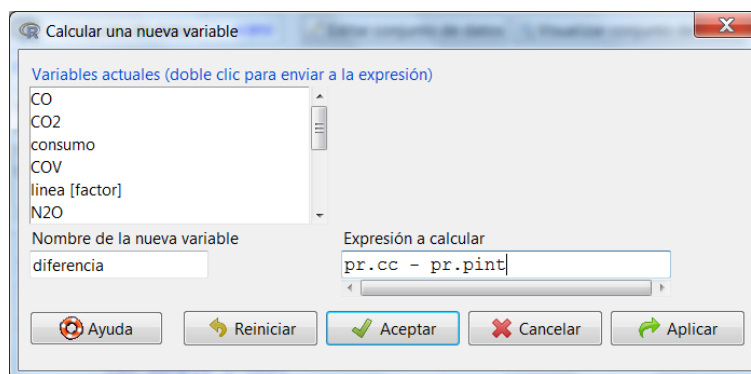 Calcular una nueva variable
Variables actuales (doble clic para enviar a la expresión)
CO
CO2
consumo
COV
linea [factor]
N2O
Nombre de la nueva variable Expresión a calcular
diferencia pr.cc - pr.pint
Ayuda Reiniciar Aceptar Cancelar Aplicar